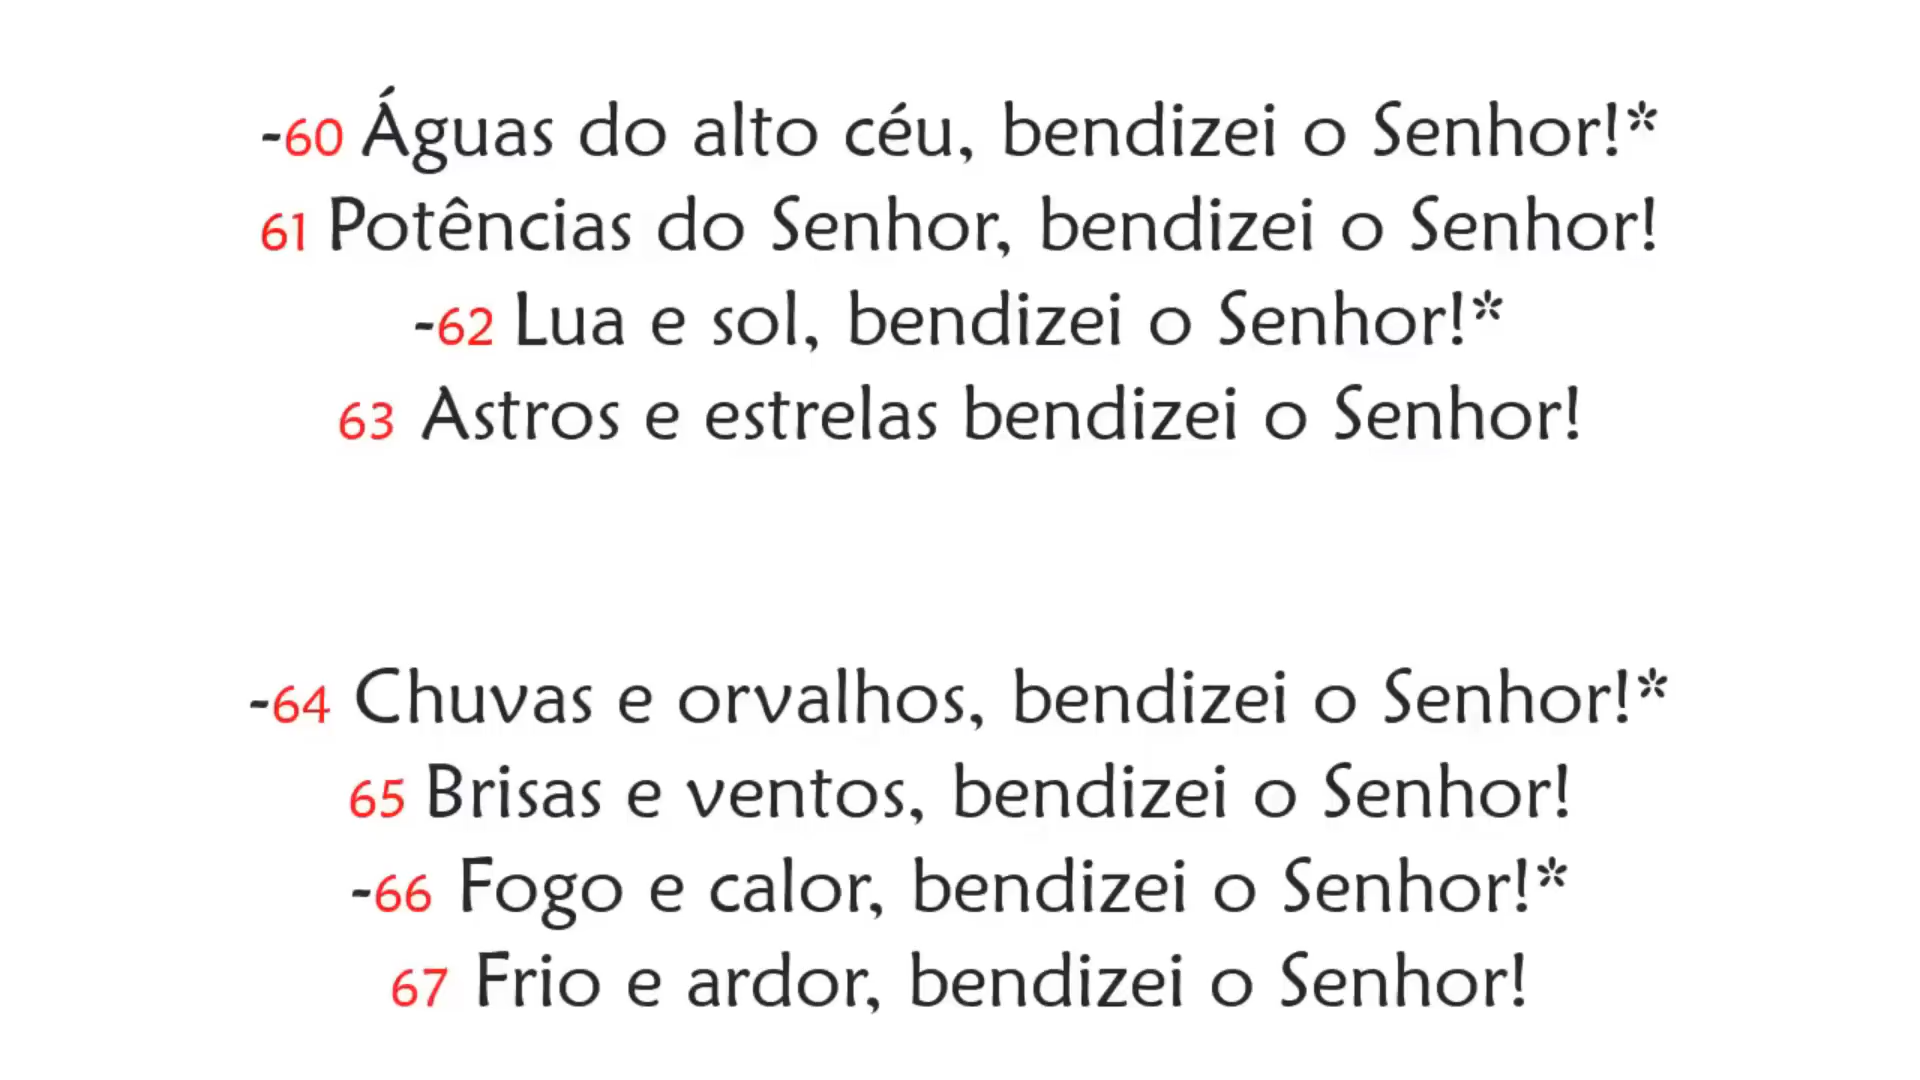 -60 Águas do alto céu, bendizei o Senhor!*
61 Potências do Senhor, bendizei o Senhor!
-62 Lua e sol, bendizei o Senhor!*
63 Astros e estrelas bendizei o Senhor!
-64 Chuvas e orvalhos, bendizei o Senhor!*
65 Brisas e ventos, bendizei o Senhor!
-66 Fogo e calor, bendizei o Senhor!*
67 Frio e ardor, bendizei o Senhor!